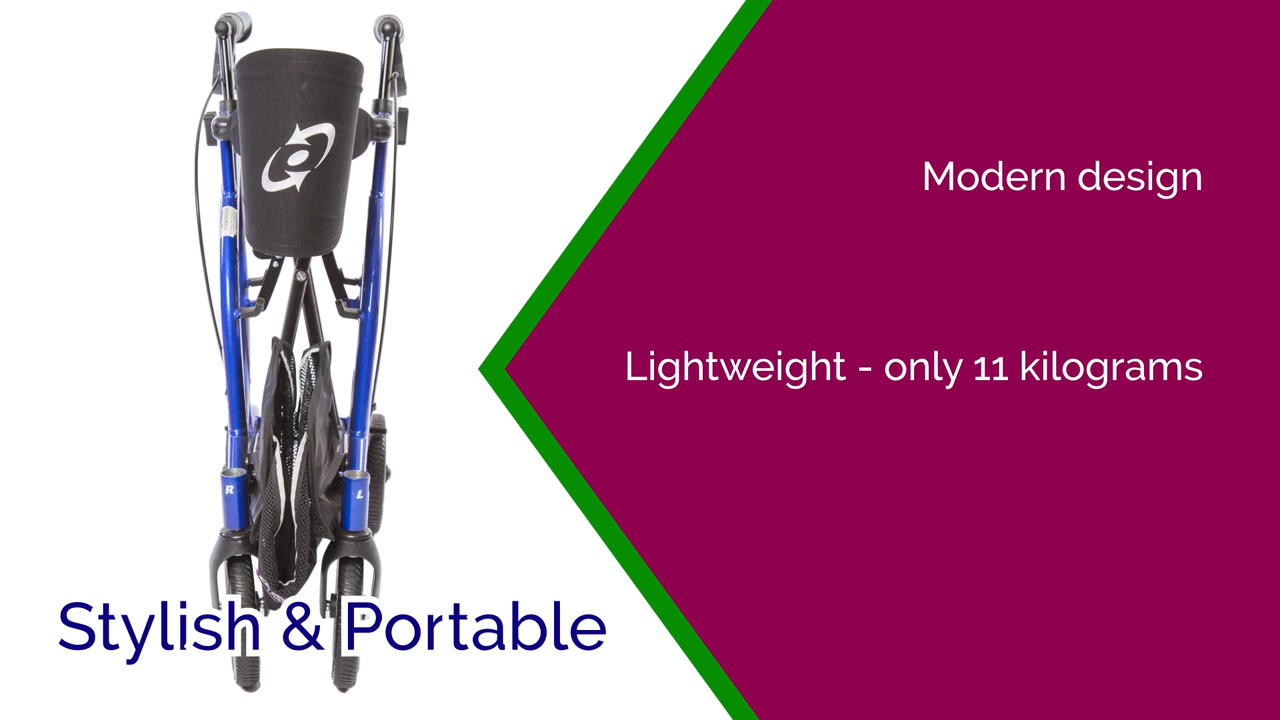 Modern design
Lightweight - only 11 kilograms
R
L
Stylish & Portable